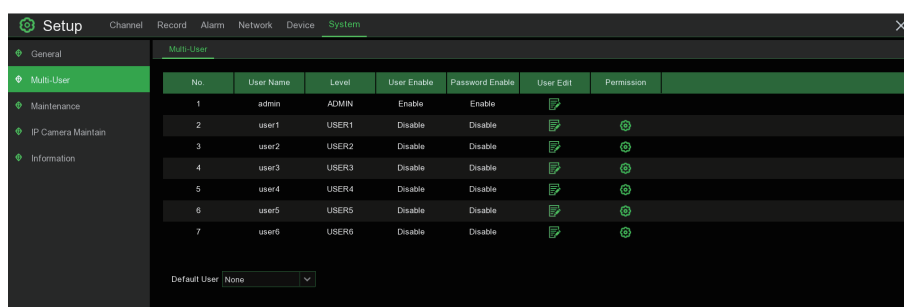 Setup Channel Record Alarm Network Device System
General
Multi-User
Maintenance
IP Camera Maintain
Information
Multi-User
No. User Name Level User Enable Password Enable User Edit Permission
1 admin ADMIN Enable Enable
2 user1 USER1 Disable Disable
3 user2 USER2 Disable Disable
4 user3 USER3 Disable Disable
5 user4 USER4 Disable Disable
6 user5 USER5 Disable Disable
7 user6 USER6 Disable Disable
Default User None